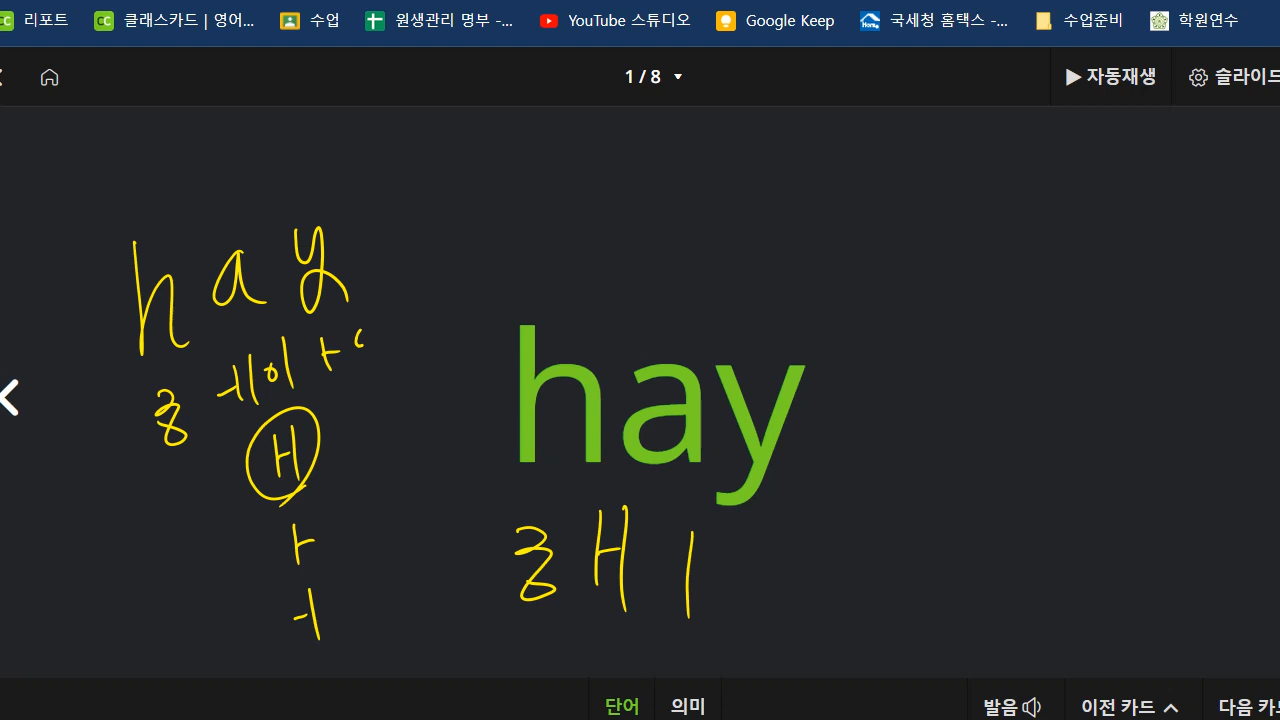 리포트 클래스카드 | 영어... 수업 원생관리 명부 -... YouTube 스튜디오 Google Keep 국세청 홈택스 -... 수업준비 학원연수
1 / 8 자동재생 슬라이드
hay
ㅎ ㅔ이 ㅏ
ㅐ
ㅏ
ㅓ
hay
ㅎ ㅐ ㅣ
단어 의미 발음 이전 카드 다음 카드